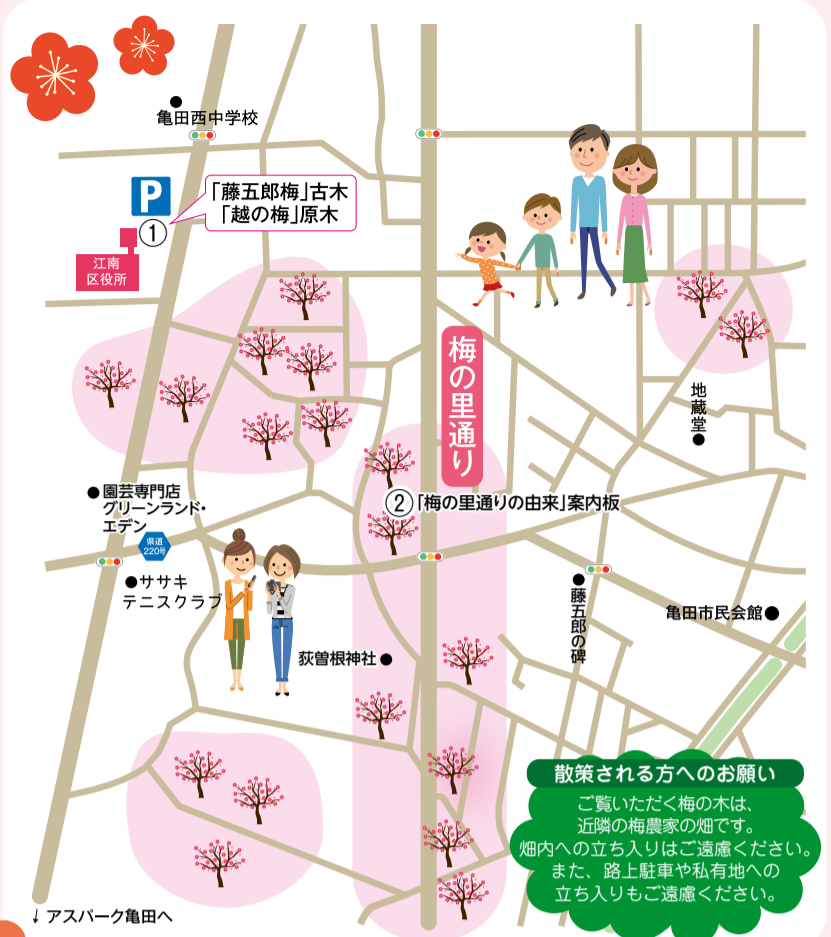 亀田西中学校
P
「藤五郎梅」古木
「越の梅」原木
①
江南
区役所
梅の里通り
地蔵堂
②「梅の里通りの由来」案内板
園芸専門店
グリーンランド・
エデン
県道
220号
ササキ
テニスクラブ
藤五郎の碑
亀田市民会館
荻曽根神社
散策される方へのお願い
ご覧いただく梅の木は、
近隣の梅農家の畑です。
畑内への立ち入りはご遠慮ください。
また、路上駐車や私有地への
立ち入りもご遠慮ください。
↓アスパーク亀田へ